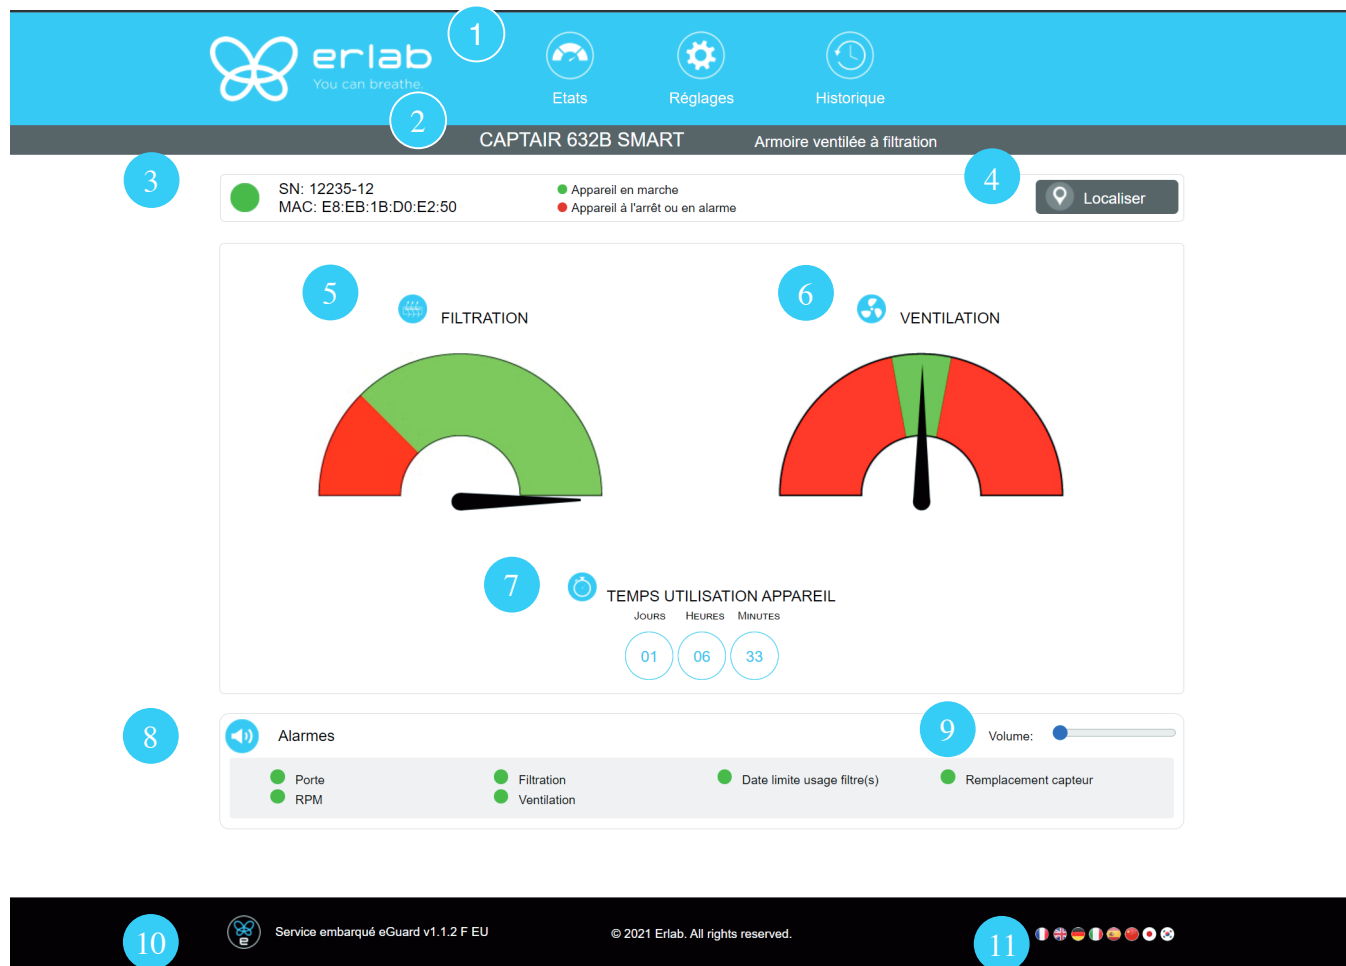 1
erlab
You can breathe.
Etats
Réglages
Historique
2
CAPTAIR 632B SMART
Armoire ventilée à filtration
3
SN: 12235-12
MAC: E8:EB:1B:D0:E2:50
Appareil en marche
Appareil à l'arrêt ou en alarme
4
Localiser
5
FILTRATION
6
VENTILATION
7
TEMPS UTILISATION APPAREIL
Jours Heures Minutes
01 06 33
8
Alarmes
9
Volume:
Porte
Filtration
Date limite usage filtre(s)
Remplacement capteur
RPM
Ventilation
10
e
Service embarqué eGuard v1.1.2 F EU
© 2021 Erlab. All rights reserved.
11